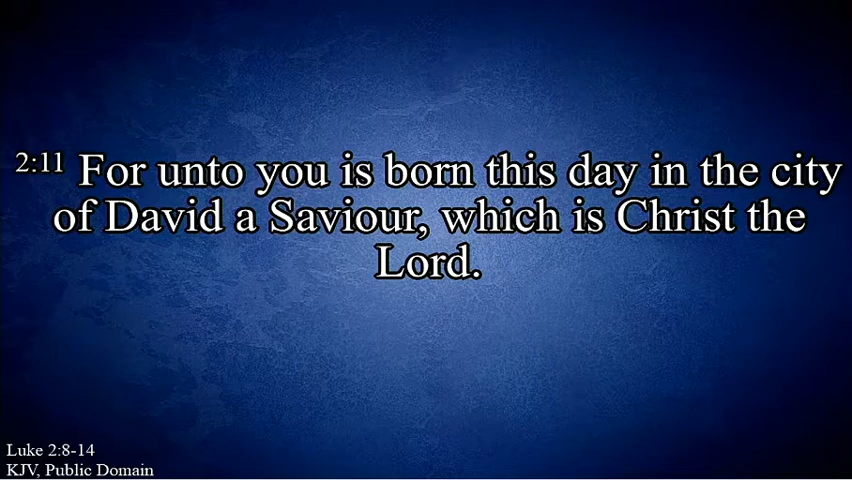 2:11 For unto you is born this day in the city
of David a Saviour, which is Christ the
Lord.
Luke 2:8-14
KJV, Public Domain